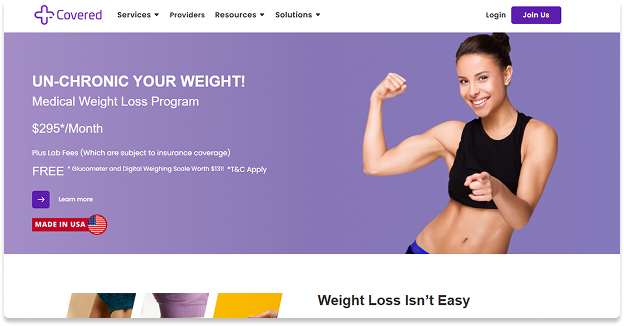 Covered
Services Providers Resources Solutions
Login Join Us
UN-CHRONIC YOUR WEIGHT!
Medical Weight Loss Program
$295*/Month
Plus Lab Fees (Which are subject to insurance coverage)
FREE * Glucometer and Digital Weighing Scale Worth $131! *T&C Apply
Learn more
MADE IN USA
Weight Loss Isn’t Easy